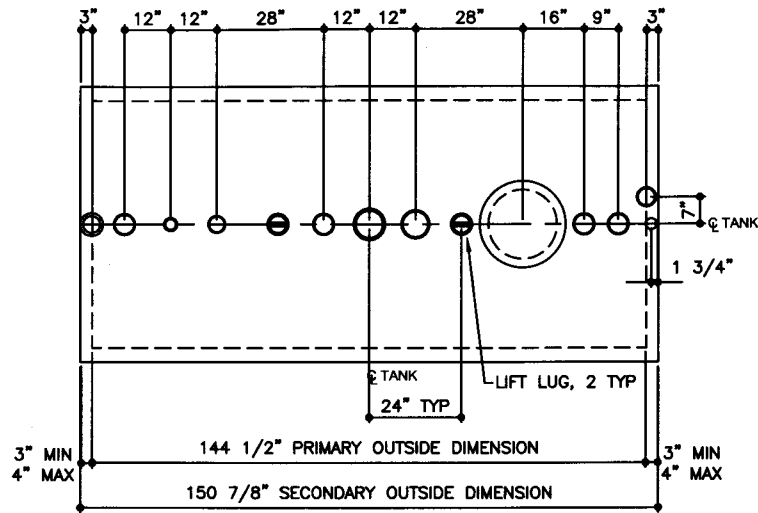 3" 12" 12" 28" 12" 12" 28" 16" 9" 3"
7"
℄ TANK
1 3/4"
℄ TANK
LIFT LUG, 2 TYP
24" TYP
3" MIN
4" MAX
144 1/2" PRIMARY OUTSIDE DIMENSION
3" MIN
4" MAX
150 7/8" SECONDARY OUTSIDE DIMENSION